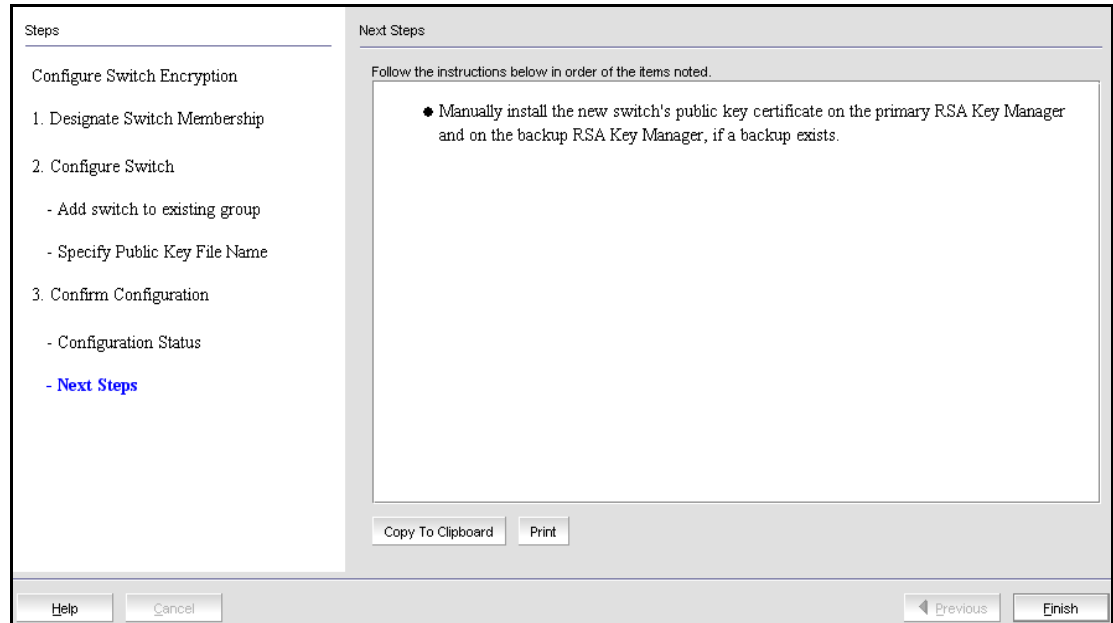 Steps
Configure Switch Encryption
1. Designate Switch Membership
2. Configure Switch
- Add switch to existing group
- Specify Public Key File Name
3. Confirm Configuration
- Configuration Status
- Next Steps
Next Steps
Follow the instructions below in order of the items noted.
● Manually install the new switch's public key certificate on the primary RSA Key Manager
and on the backup RSA Key Manager, if a backup exists.
Copy To Clipboard Print
Help Cancel Previous Finish